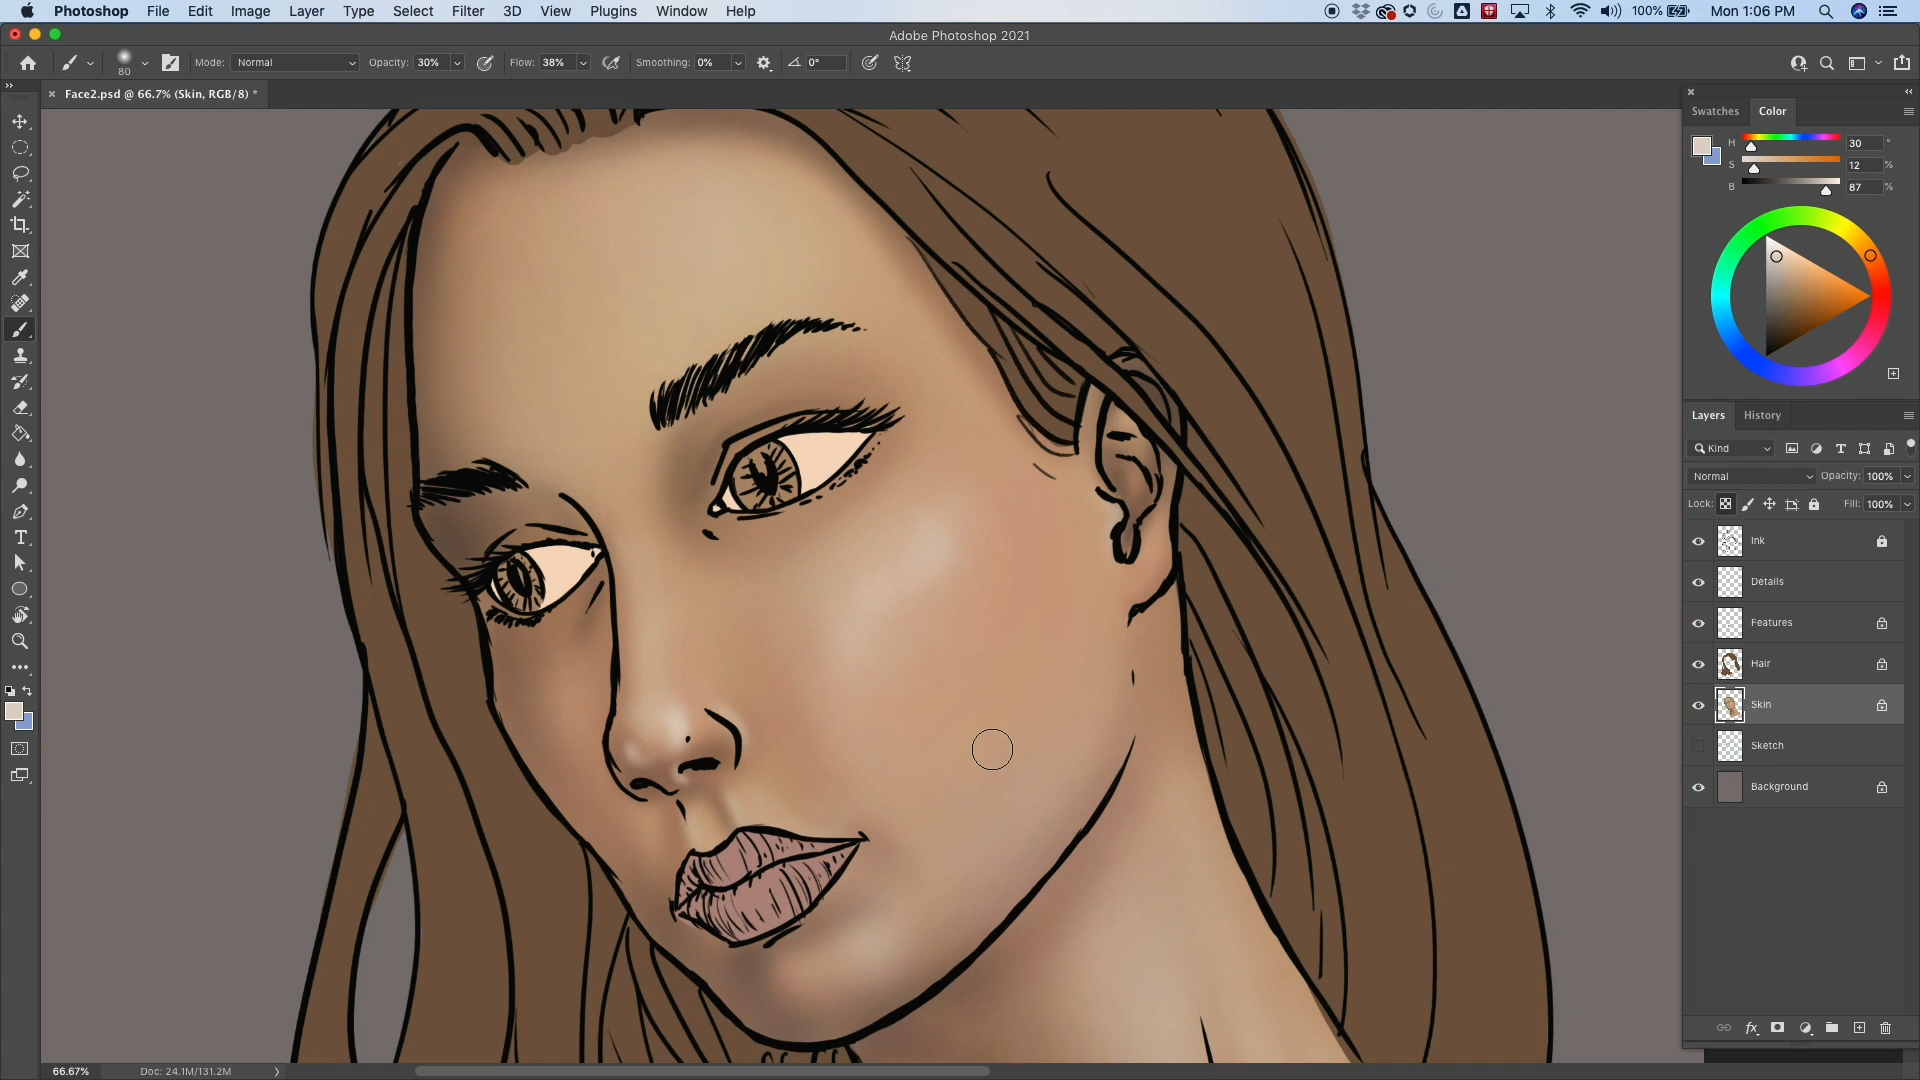 Photoshop File Edit Image Layer Type Select Filter 3D View Plugins Window Help 100% Mon 1:06 PM
Adobe Photoshop 2021
80 Mode: Normal Opacity: 30% Flow: 38% Smoothing: 0% 0°
Face2.psd @ 66.7% (Skin, RGB/8) *
Swatches Color
H 30 °
S 12 %
B 87 %
Layers History
Kind
Normal Opacity: 100%
Lock: Fill: 100%
Ink
Details
Features
Hair
Skin
Sketch
Background
66.67% Doc: 24.1M/131.2M